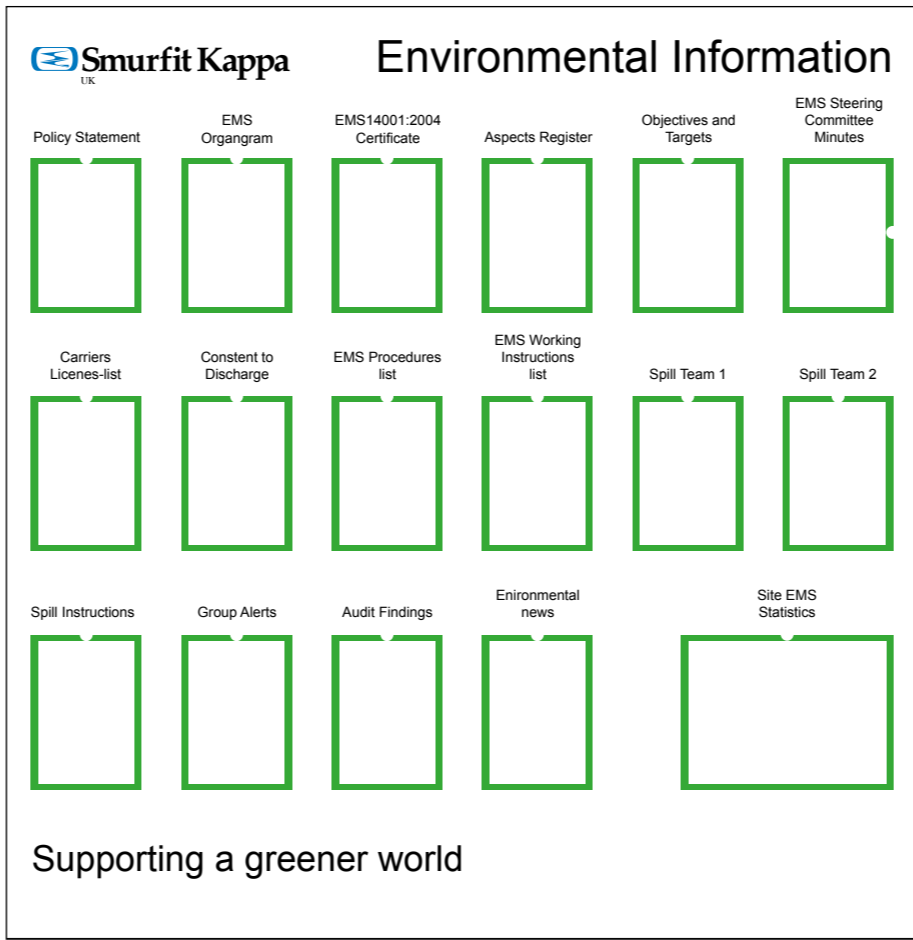 Smurfit Kappa
UK
Environmental Information
Policy Statement
EMS
Organgram
EMS14001:2004
Certificate
Aspects Register
Objectives and
Targets
EMS Steering
Committee
Minutes
Carriers
Licenes-list
Constent to
Discharge
EMS Procedures
list
EMS Working
Instructions
list
Spill Team 1
Spill Team 2
Spill Instructions
Group Alerts
Audit Findings
Enironmental
news
Site EMS
Statistics
Supporting a greener world